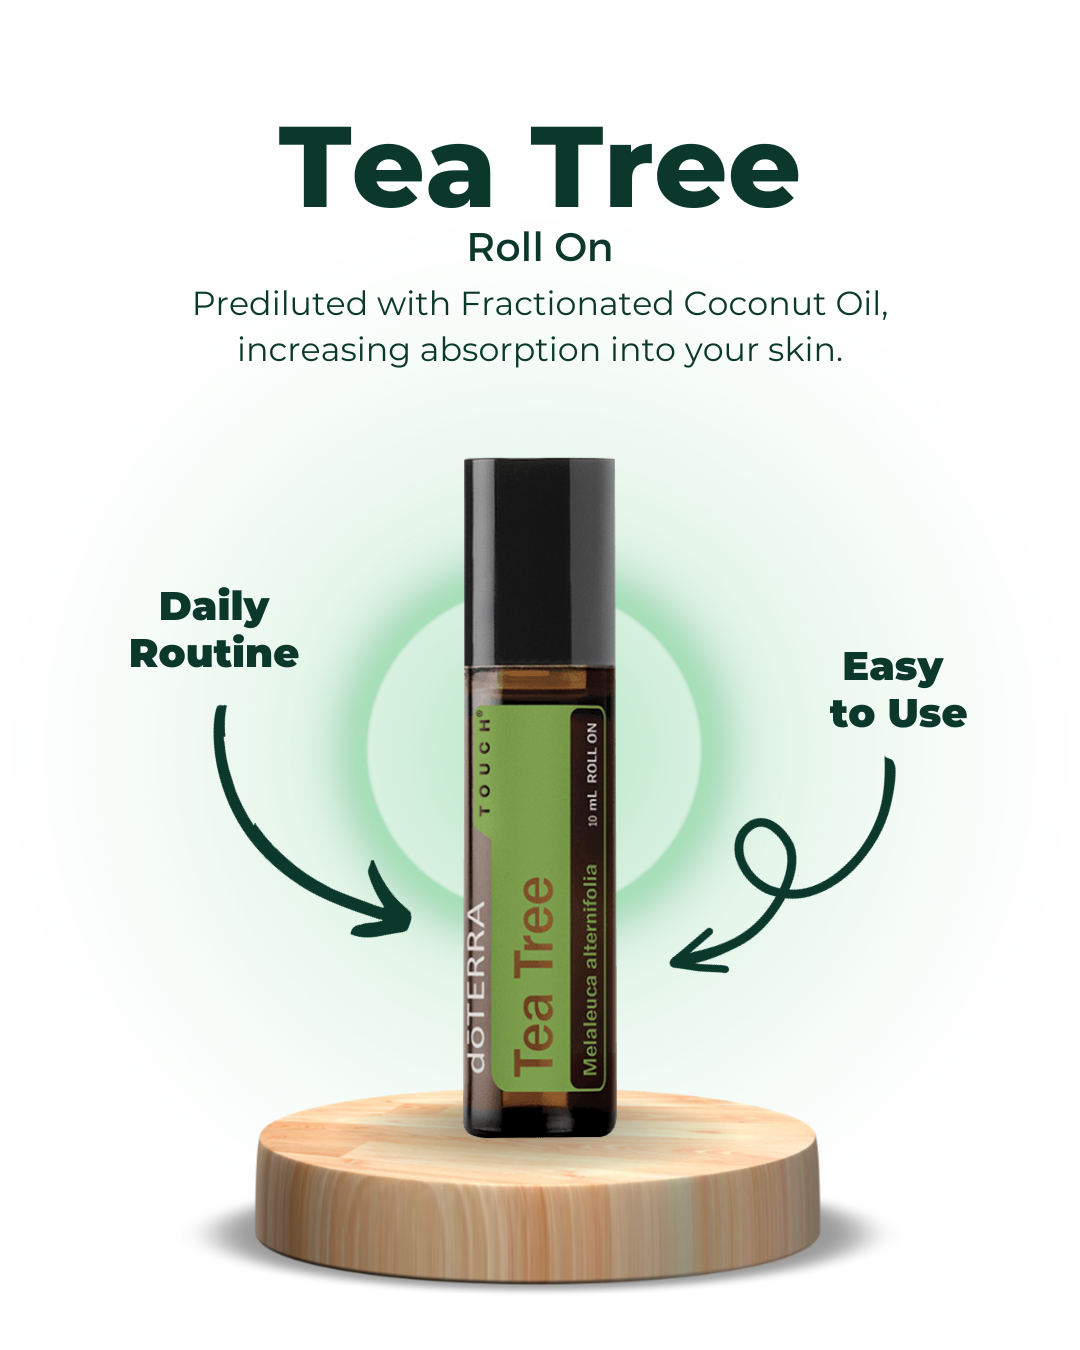 Tea Tree
Roll On
Prediluted with Fractionated Coconut Oil,
increasing absorption into your skin.
Daily
Routine
Easy
to Use
dōTERRA
TOUCH®
Tea Tree
Melaleuca alternifolia
10 mL ROLL ON